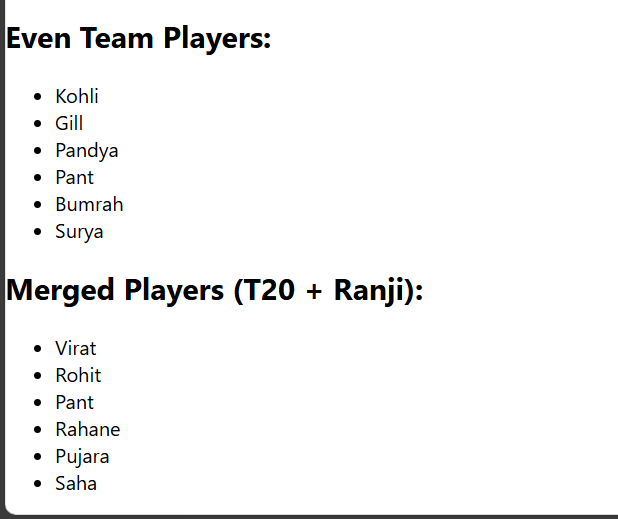 Even Team Players:
• Kohli
• Gill
• Pandya
• Pant
• Bumrah
• Surya
Merged Players (T20 + Ranji):
• Virat
• Rohit
• Pant
• Rahane
• Pujara
• Saha